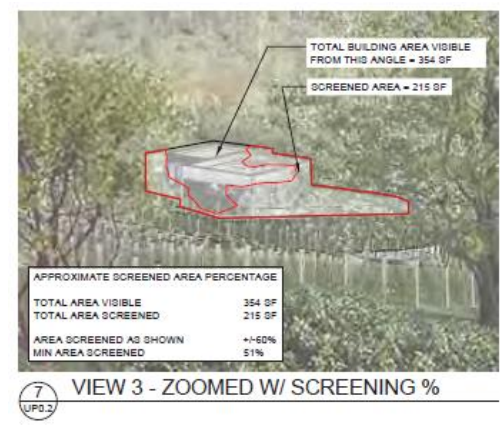 TOTAL BUILDING AREA VISIBLE
FROM THIS ANGLE = 354 SF
SCREENED AREA = 215 SF
APPROXIMATE SCREENED AREA PERCENTAGE
TOTAL AREA VISIBLE 354 SF
TOTAL AREA SCREENED 215 SF
AREA SCREENED AS SHOWN +/-60%
MIN AREA SCREENED 51%
7
UP0.2
VIEW 3 - ZOOMED W/ SCREENING %